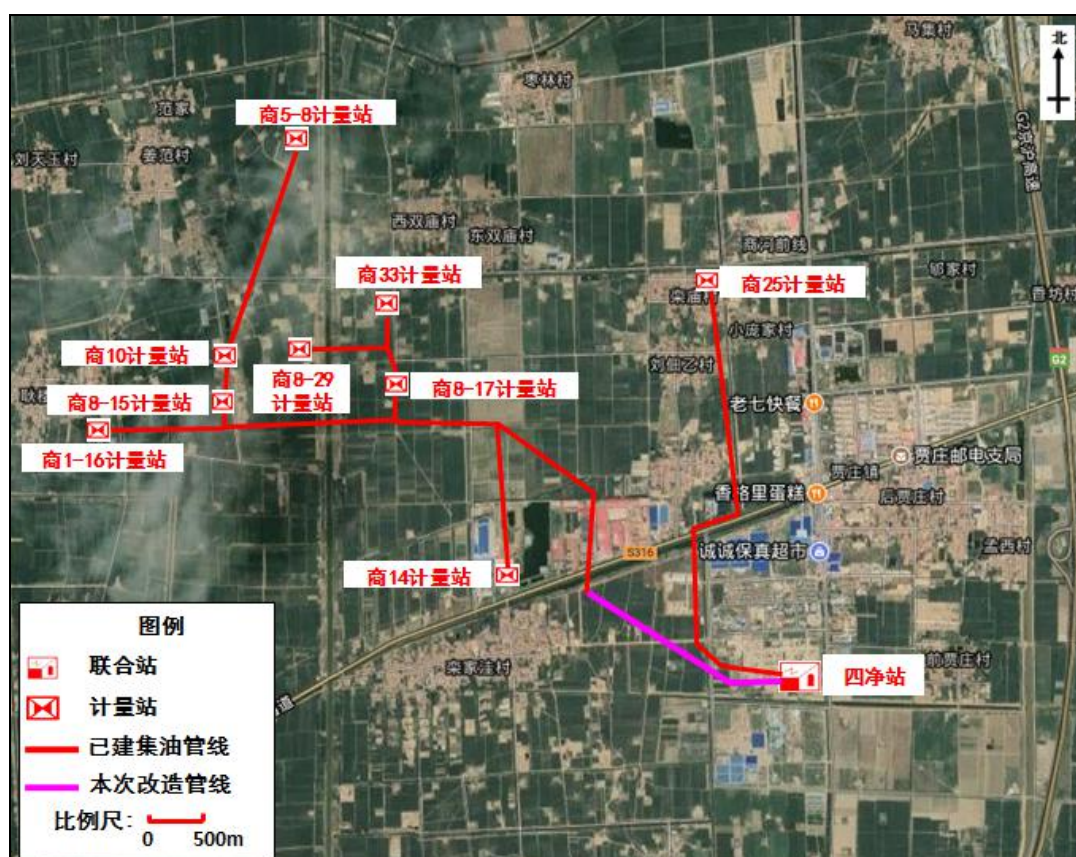 马集村
北
枣林村
范家
商5-8计量站
G2京沪高速
刘天玉村
姜范村
西双庙村
东双庙村
商河前线
郇家村
香坊村
商33计量站
栾庙村
商25计量站
小庞家村
商10计量站
商8-29
计量站
商8-17计量站
刘佃乙村
G2
商8-15计量站
老七快餐
商1-16计量站
贾庄邮电支局
贾庄镇
香格里蛋糕
后贾庄村
S316
诚诚保真超市
孟西村
商14计量站
图例
联合站
栾家洼村
四净站
前贾庄村
计量站
已建集油管线
本次改造管线
比例尺:
0 500m